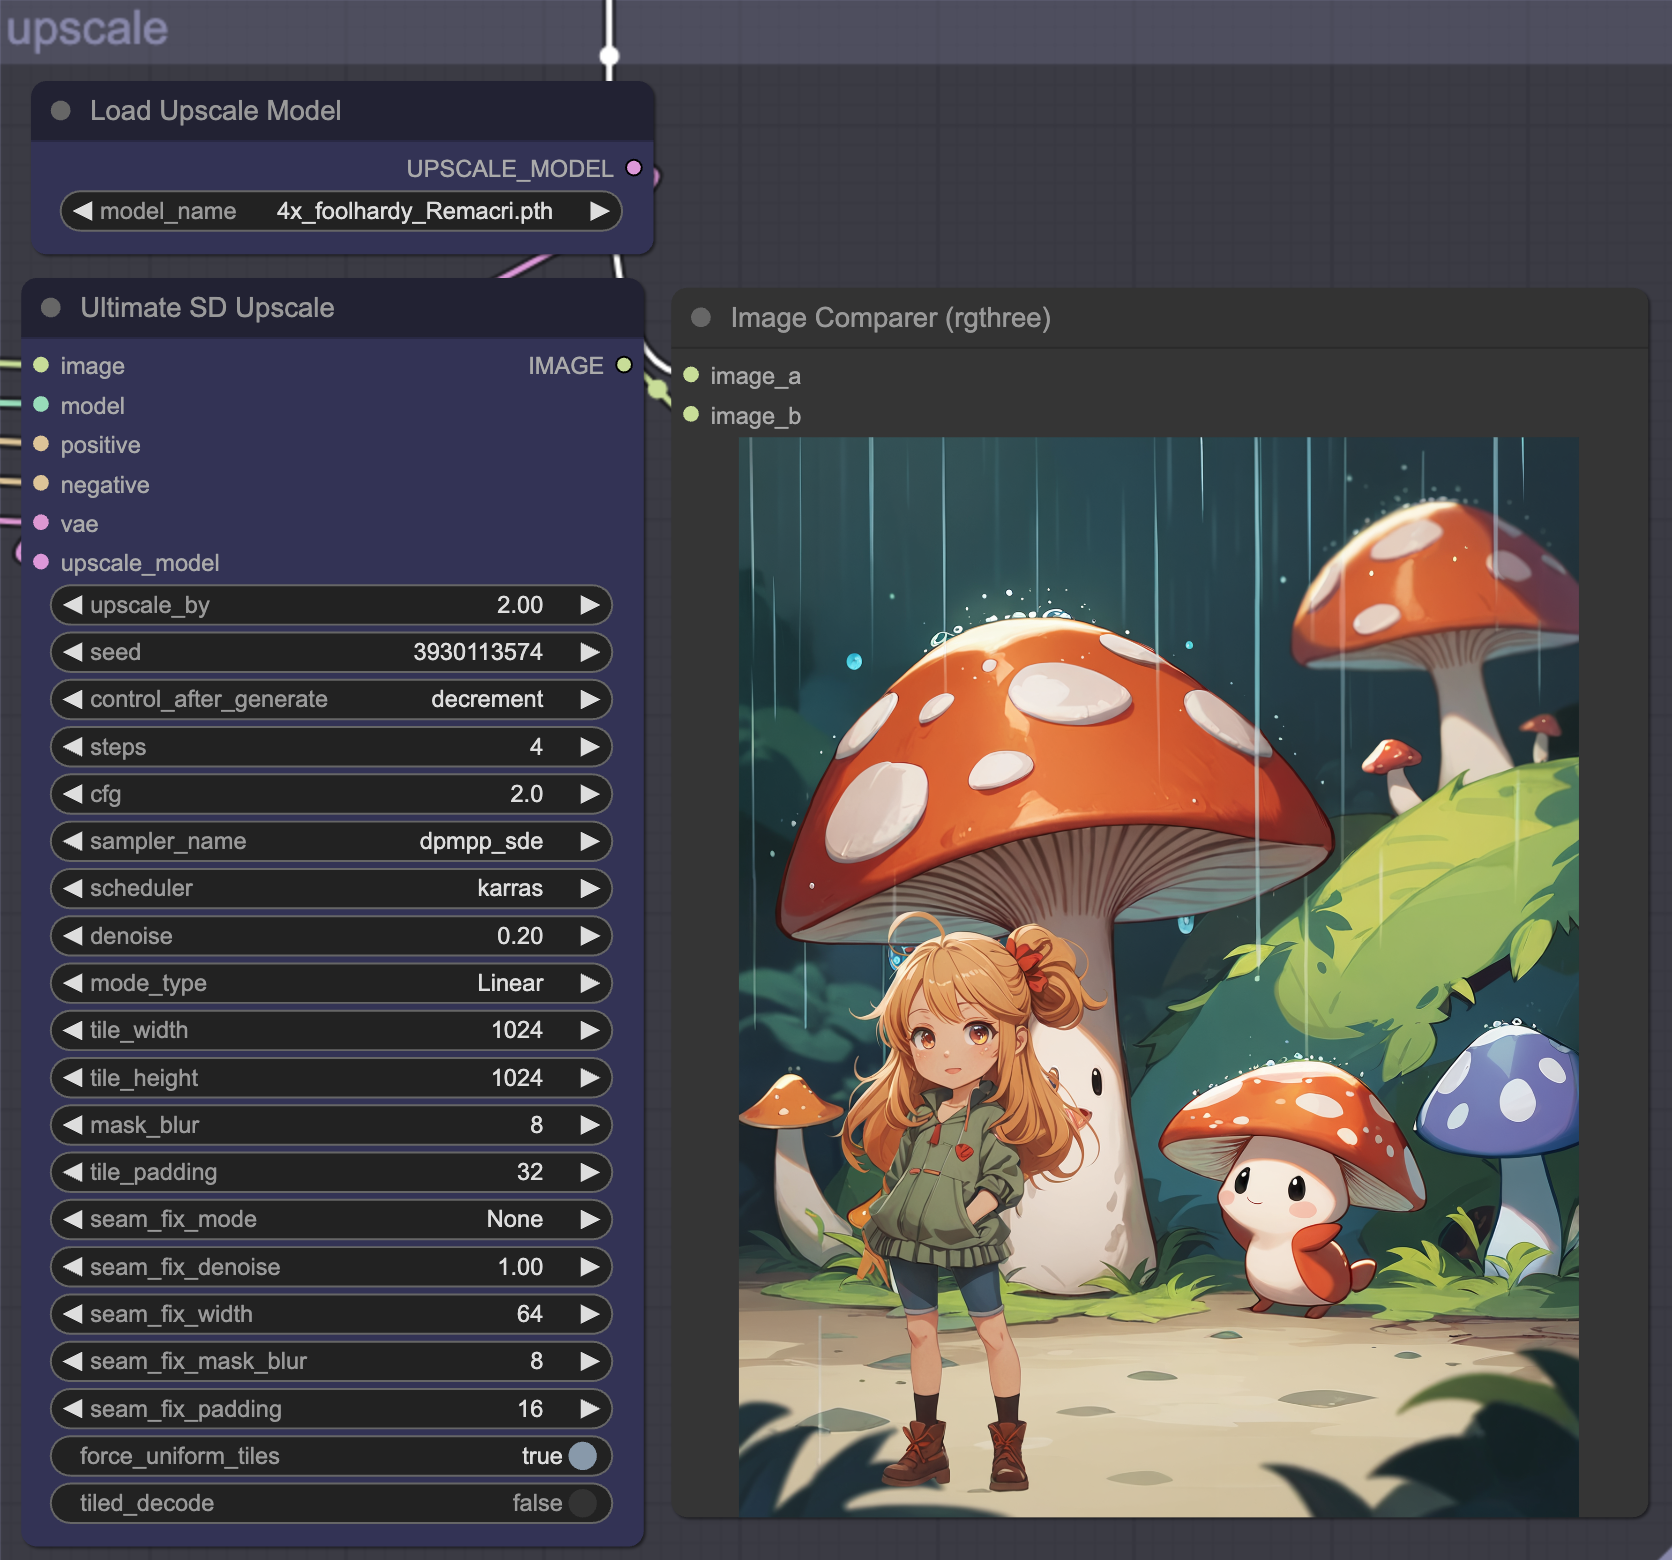 upscale
Load Upscale Model
UPSCALE_MODEL
model_name 4x_foolhardy_Remacri.pth
Ultimate SD Upscale
image IMAGE
model
positive
negative
vae
upscale_model
upscale_by 2.00
seed 3930113574
control_after_generate decrement
steps 4
cfg 2.0
sampler_name dpmpp_sde
scheduler karras
denoise 0.20
mode_type Linear
tile_width 1024
tile_height 1024
mask_blur 8
tile_padding 32
seam_fix_mode None
seam_fix_denoise 1.00
seam_fix_width 64
seam_fix_mask_blur 8
seam_fix_padding 16
force_uniform_tiles true
tiled_decode false
Image Comparer (rgthree)
image_a
image_b